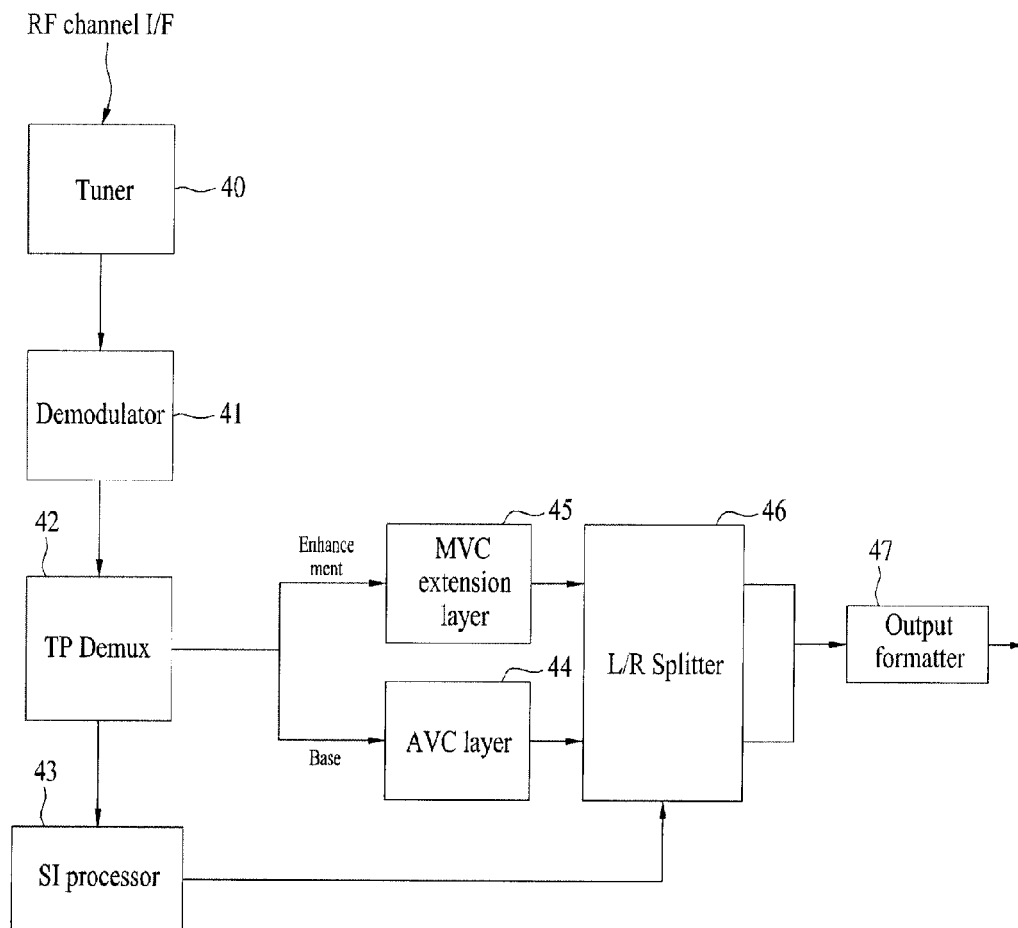 RF channel I/F
Tuner
40
Demodulator
41
42
TP Demux
43
SI processor
Enhance
ment
Base
45
MVC
extension
layer
44
AVC layer
46
L/R Splitter
47
Output
formatter